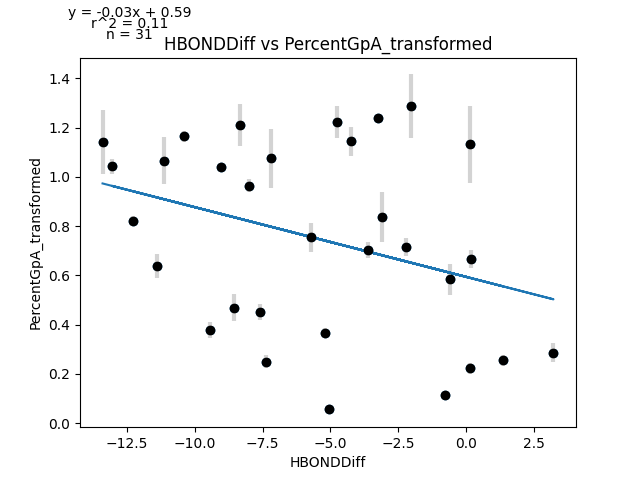 y = -0.03x + 0.59
r^2 = 0.11
n = 31
HBONDDiff vs PercentGpA_transformed
1.4
1.2
1.0
0.8
0.6
0.4
0.2
0.0
PercentGpA_transformed
−12.5 −10.0 −7.5 −5.0 −2.5 0.0 2.5
HBONDDiff